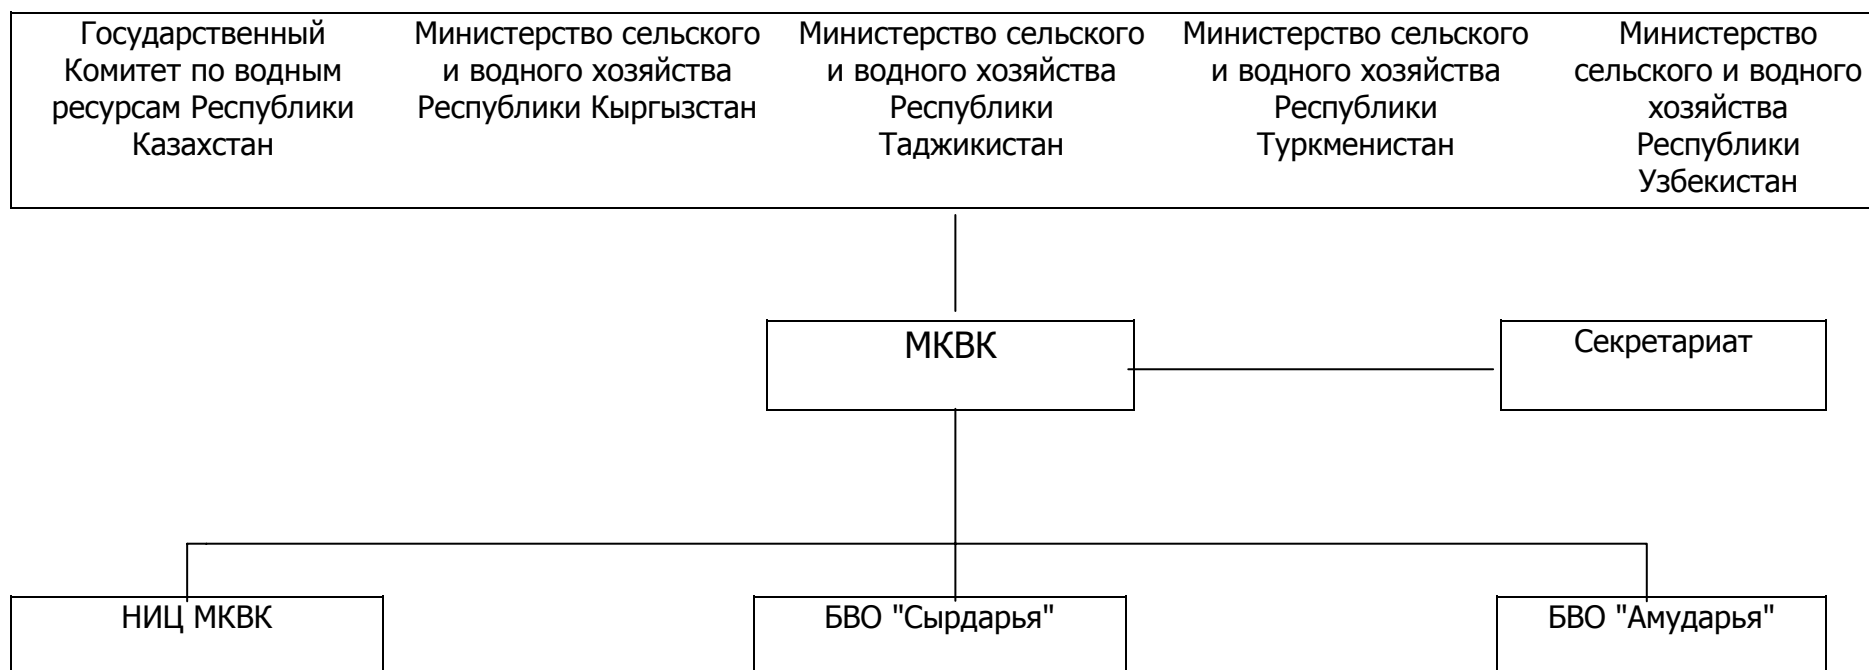 Государственный
Комитет по водным
ресурсам Республики
Казахстан
Министерство сельского
и водного хозяйства
Республики Кыргызстан
Министерство сельского
и водного хозяйства
Республики
Таджикистан
Министерство сельского
и водного хозяйства
Республики
Туркменистан
Министерство
сельского и водного
хозяйства
Республики
Узбекистан
МКВК
Секретариат
НИЦ МКВК
БВО "Сырдарья"
БВО "Амударья"